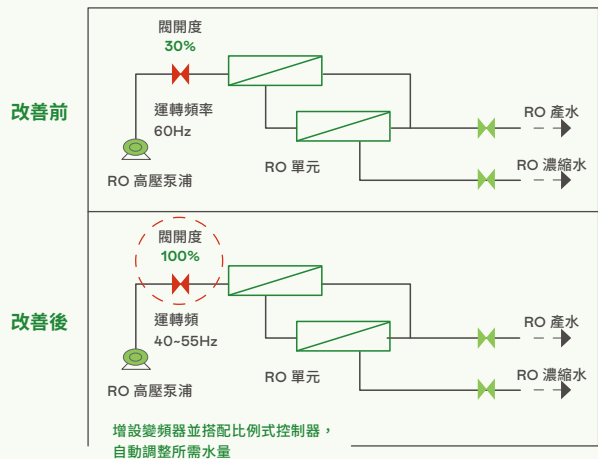 改善前
閥開度
30%
運轉頻率
60Hz
RO 高壓泵浦
RO 單元
RO 產水
RO 濃縮水
改善後
閥開度
100%
運轉頻
40~55Hz
RO 高壓泵浦
RO 單元
RO 產水
RO 濃縮水
增設變頻器並搭配比例式控制器，
自動調整所需水量